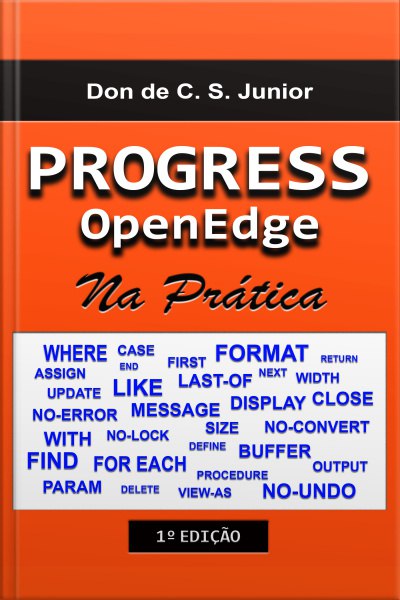 Don de C. S. Junior
PROGRESS
OpenEdge
Na Prática
WHERE CASE FORMAT RETURN
ASSIGN END FIRST
UPDATE LIKE LAST-OF NEXT WIDTH
NO-ERROR MESSAGE DISPLAY CLOSE
WITH NO-LOCK SIZE NO-CONVERT
FIND FOR EACH DEFINE BUFFER OUTPUT
PROCEDURE
PARAM DELETE VIEW-AS NO-UNDO
1º EDIÇÃO